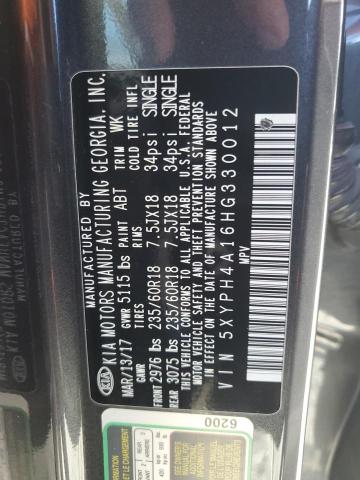 MANUFACTURED BY
KIA KIA MOTORS MANUFACTURING GEORGIA. INC.
MAR/13/17 PAINT ABT TRIM WK
GVWR 5115 lbs
GAWR RIMS COLD TIRE INFL
FRONT 2976 lbs 235/60R18 7.5JX18 34psi SINGLE
REAR 3075 lbs 235/60R18 7.5JX18 34psi SINGLE
THIS VEHICLE CONFORMS TO ALL APPLICABLE U.S.A. FEDERAL
MOTOR VEHICLE SAFETY AND THEFT PREVENTION STANDARDS
IN EFFECT ON THE DATE OF MANUFACTURE SHOWN ABOVE
VIN 5XYPH4A16HG330012
MPV
6200